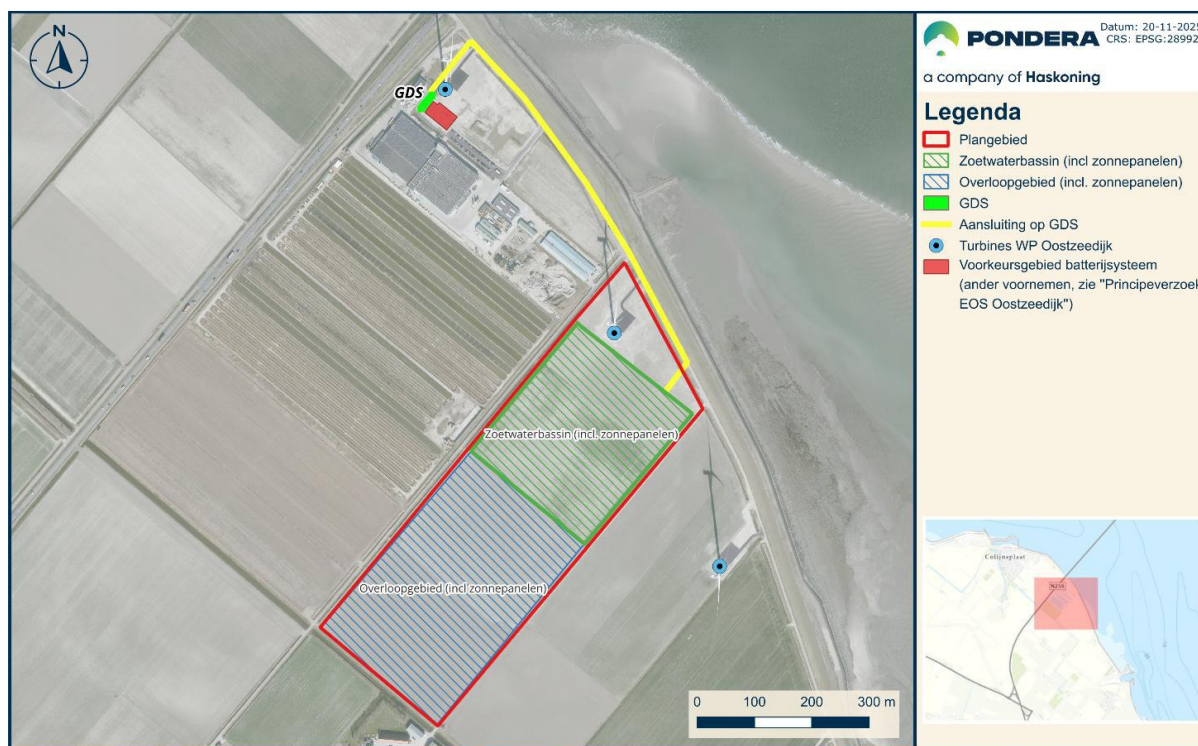 N
GDS
Zoetwaterbassin (incl. zonnepanelen)
Overloopgebied (incl zonnepanelen)
0 100 200 300 m
PONDERA
Datum: 20-11-2025
CRS: EPSG:28992
a company of Haskoning
Legenda
Plangebied
Zoetwaterbassin (incl zonnepanelen)
Overloopgebied (incl. zonnepanelen)
GDS
Aansluiting op GDS
Turbines WP Oostzeedijk
Voorkeursgebied batterijsysteem
(ander voornemen, zie "Principeverzoek
EOS Oostzeedijk")
Colijnsplaat